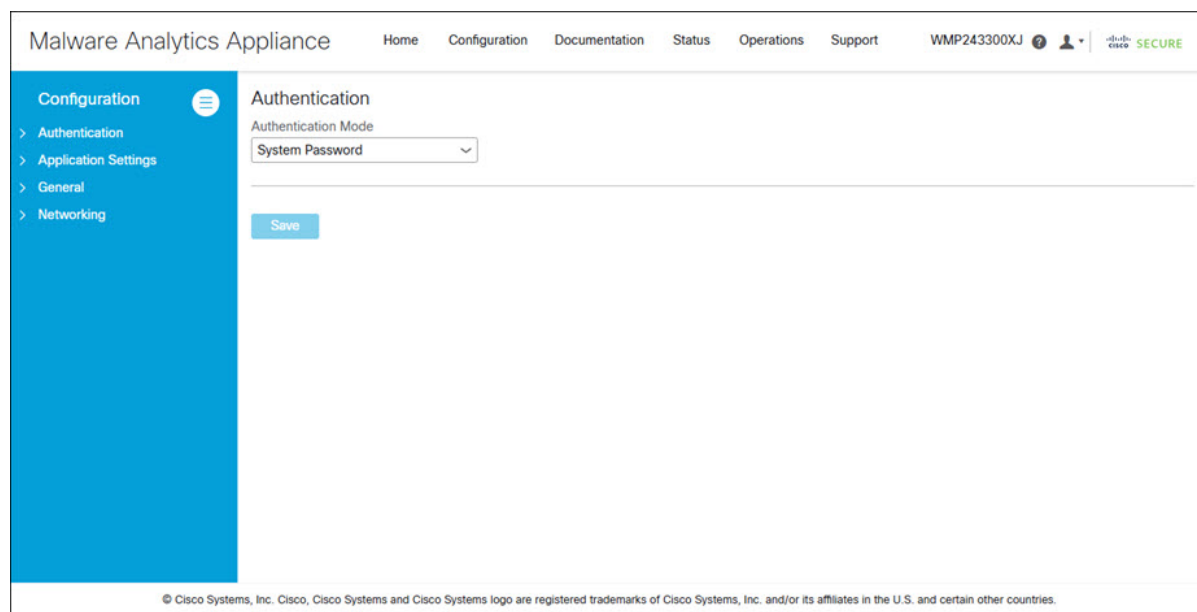 Malware Analytics Appliance
Home Configuration Documentation Status Operations Support
WMP243300XJ
cisco SECURE
Configuration
Authentication
Application Settings
General
Networking
Authentication
Authentication Mode
System Password
Save
© Cisco Systems, Inc. Cisco, Cisco Systems and Cisco Systems logo are registered trademarks of Cisco Systems, Inc. and/or its affiliates in the U.S. and certain other countries.